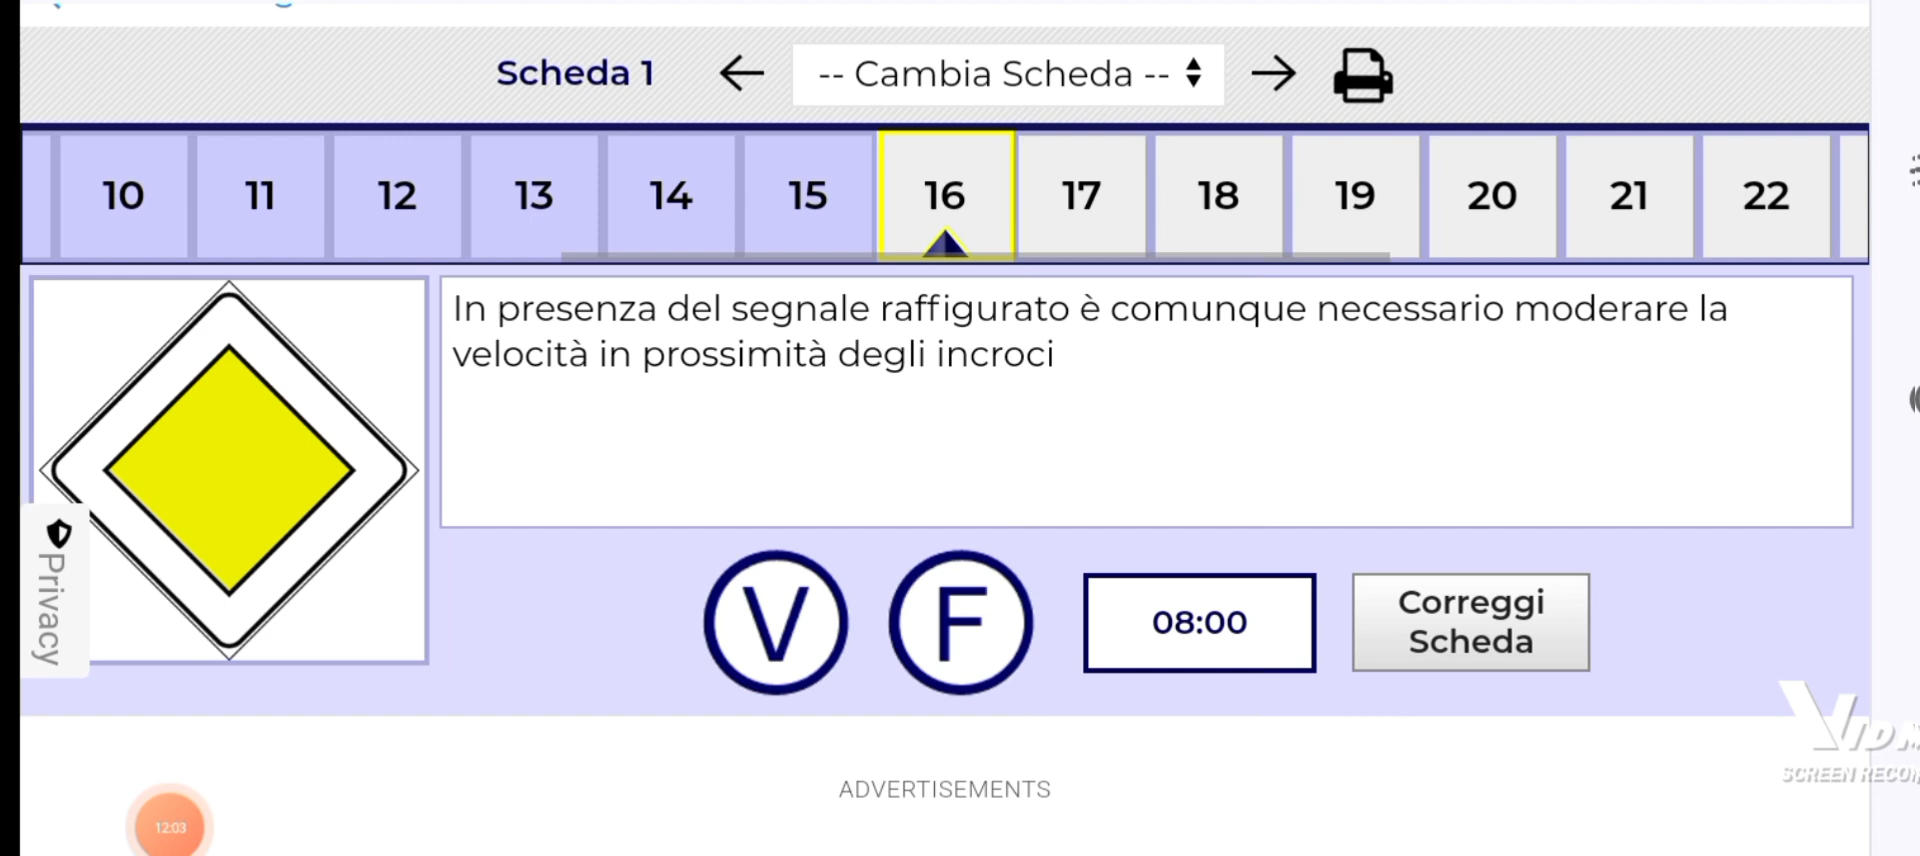 Scheda 1
-- Cambia Scheda --
10 11 12 13 14 15 16 17 18 19 20 21 22
In presenza del segnale raffigurato è comunque necessario moderare la
velocità in prossimità degli incroci
Privacy
V F 08:00 Correggi
Scheda
SCREEN
ADVERTISEMENTS
12:03